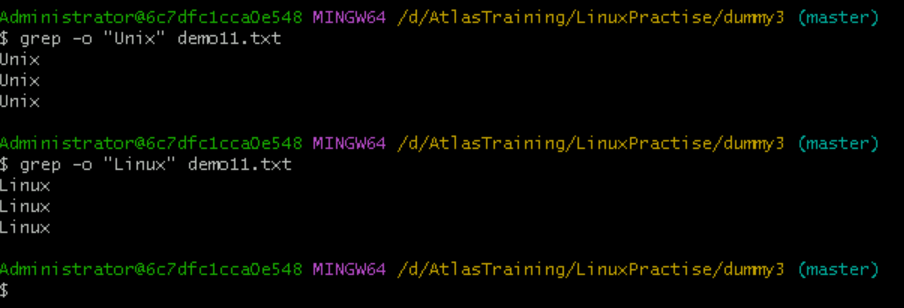 Administrator@6c7dfc1cca0e548 MINGW64 /d/AtlasTraining/LinuxPractise/dummy3 (master)
$ grep -o "Unix" demo11.txt
Unix
Unix
Unix
Administrator@6c7dfc1cca0e548 MINGW64 /d/AtlasTraining/LinuxPractise/dummy3 (master)
$ grep -o "Linux" demo11.txt
Linux
Linux
Linux
Administrator@6c7dfc1cca0e548 MINGW64 /d/AtlasTraining/LinuxPractise/dummy3 (master)
$